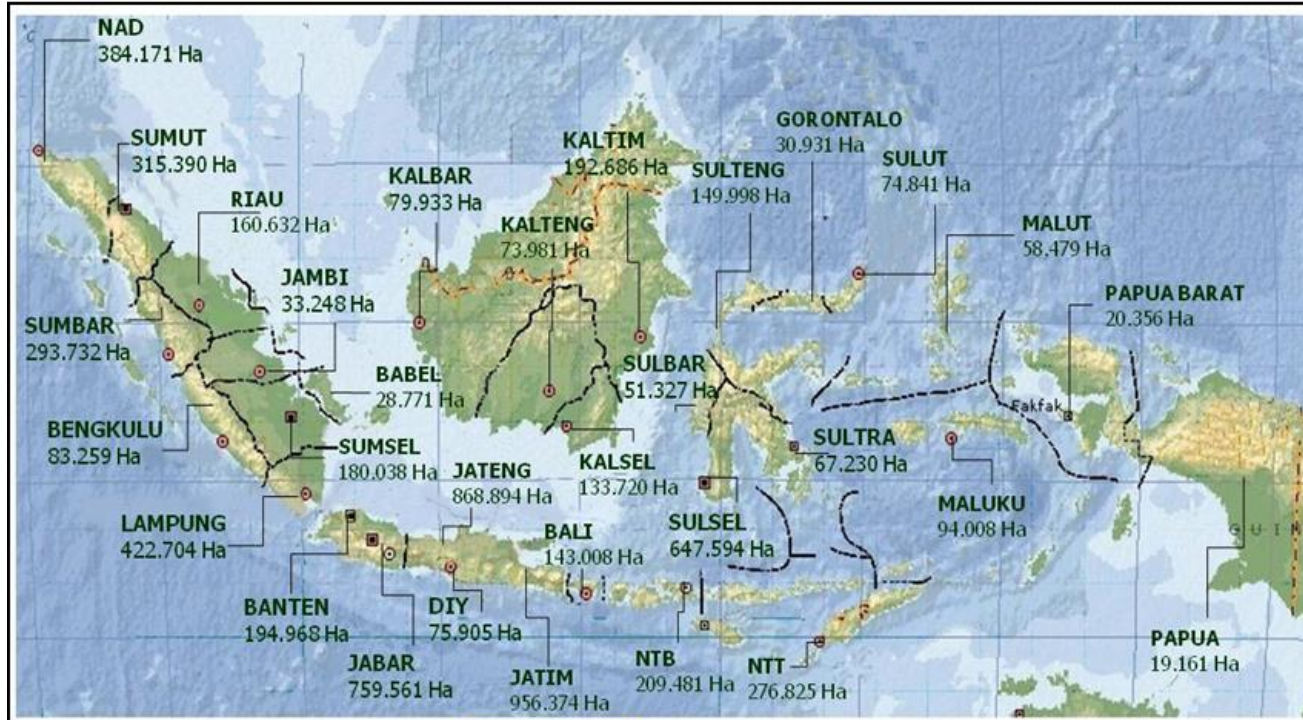 NAD
384.171 Ha
SUMUT
315.390 Ha
RIAU
160.632 Ha
JAMBI
33.248 Ha
SUMBAR
293.732 Ha
BABEL
28.771 Ha
BENGKULU
83.259 Ha
SUMSEL
180.038 Ha
LAMPUNG
422.704 Ha
BANTEN
194.968 Ha
JABAR
759.561 Ha
JATENG
868.894 Ha
DIY
75.905 Ha
JATIM
956.374 Ha
BALI
143.008 Ha
NTB
209.481 Ha
NTT
276.825 Ha
KALBAR
79.933 Ha
KALTENG
73.981 Ha
KALTIM
192.686 Ha
KALSEL
133.720 Ha
SULTENG
149.998 Ha
GORONTALO
30.931 Ha
SULUT
74.841 Ha
SULBAR
51.327 Ha
SULTRA
67.230 Ha
SULSEL
647.594 Ha
MALUT
58.479 Ha
MALUKU
94.008 Ha
PAPUA BARAT
20.356 Ha
Fakfak
PAPUA
19.161 Ha
G U I N